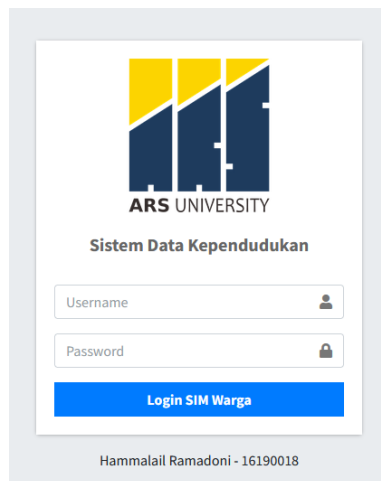 ARS UNIVERSITY
Sistem Data Kependudukan
Username
Password
Login SIM Warga
Hammalail Ramadoni - 16190018